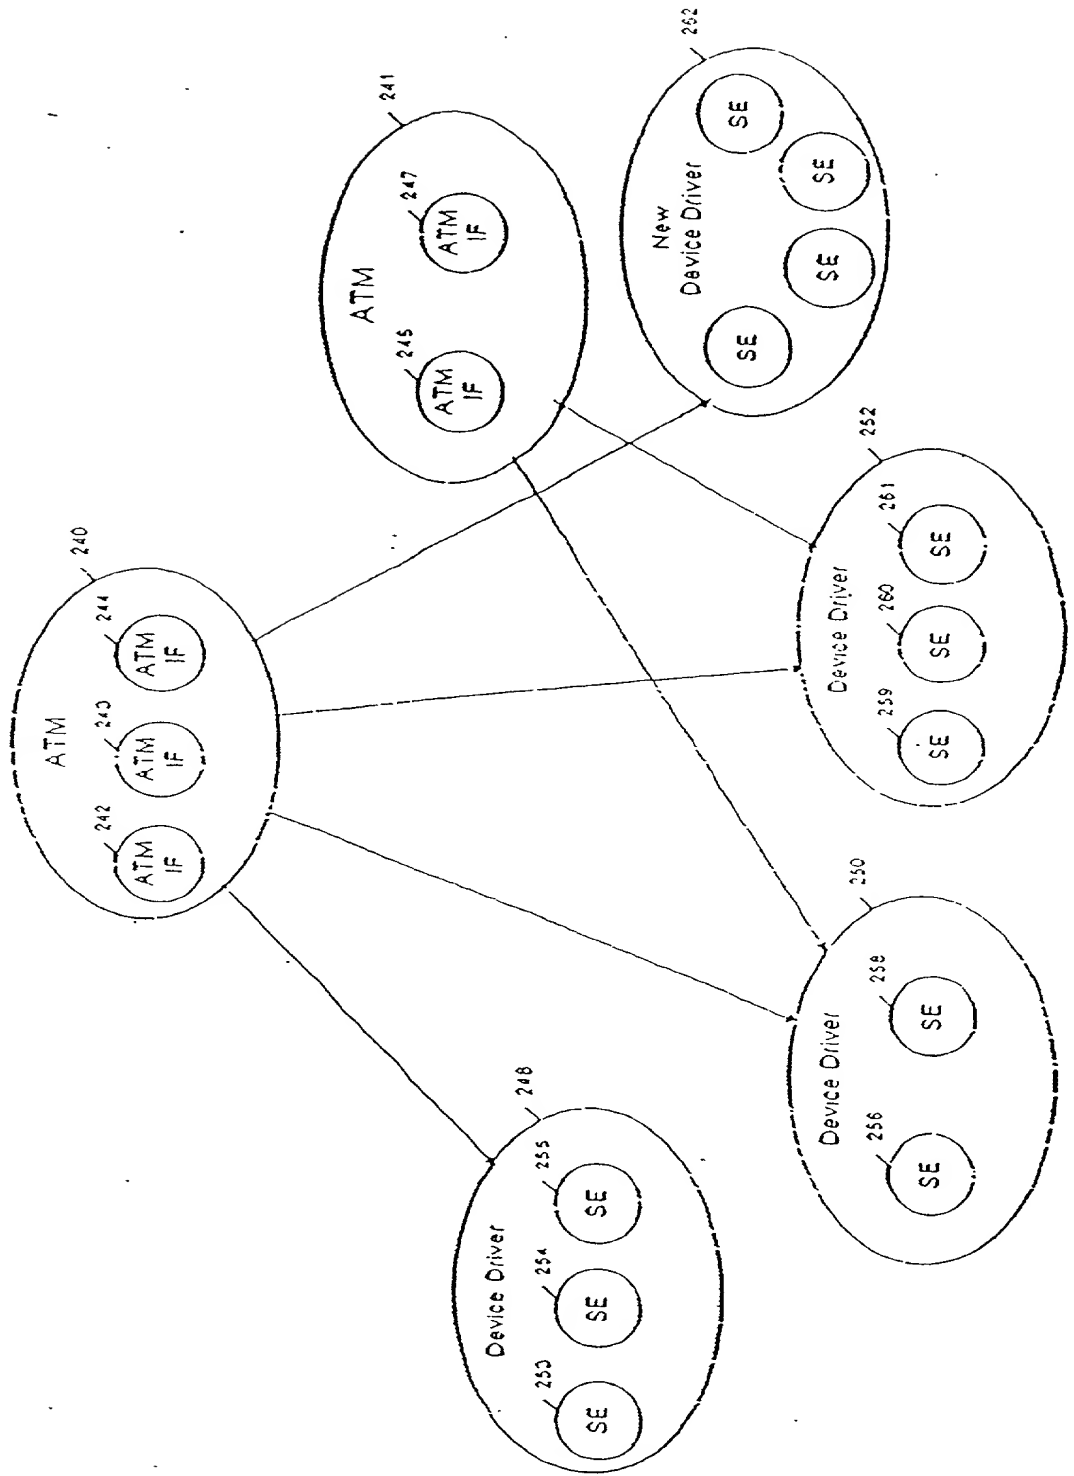 240
ATM
242
ATM
IF
243
ATM
IF
244
ATM
IF
241
ATM
245
ATM
IF
247
ATM
IF
248
Device Driver
253
SE
254
SE
255
SE
250
Device Driver
256
SE
258
SE
252
Device Driver
259
SE
260
SE
261
SE
262
New
Device Driver
SE
SE
SE
SE